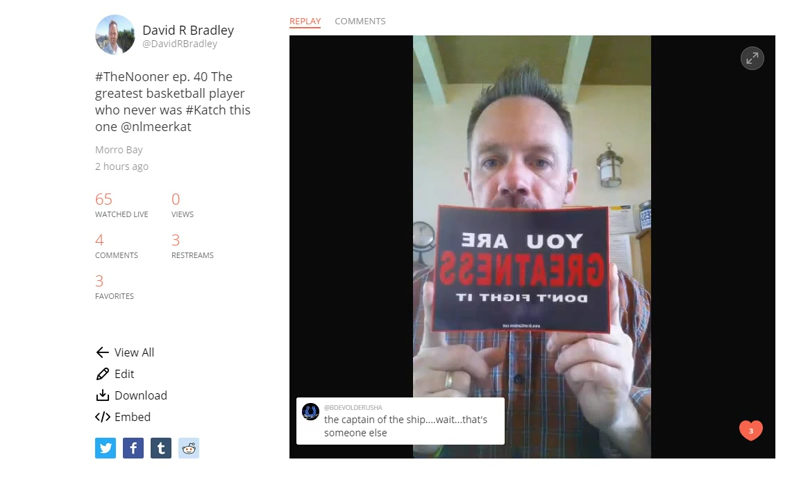 David R Bradley
@DavidRBradley
#TheNooner ep. 40 The
greatest basketball player
who never was #Katch this
one @nlmeerkat
Morro Bay
2 hours ago
65
WATCHED LIVE
0
VIEWS
4
COMMENTS
3
RESTREAMS
3
FAVORITES
View All
Edit
Download
Embed
REPLAY
COMMENTS
YOU ARE
GREATNESS
DON'T FIGHT IT
@BDEVOLDERUSHA
the captain of the ship....wait...that's
someone else
3